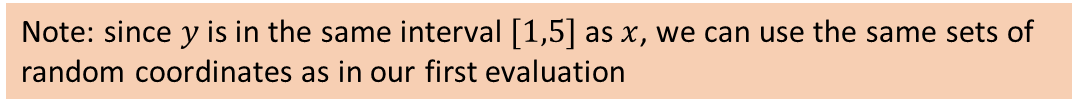 Note: since y is in the same interval [1,5] as x, we can use the same sets of
random coordinates as in our first evaluation